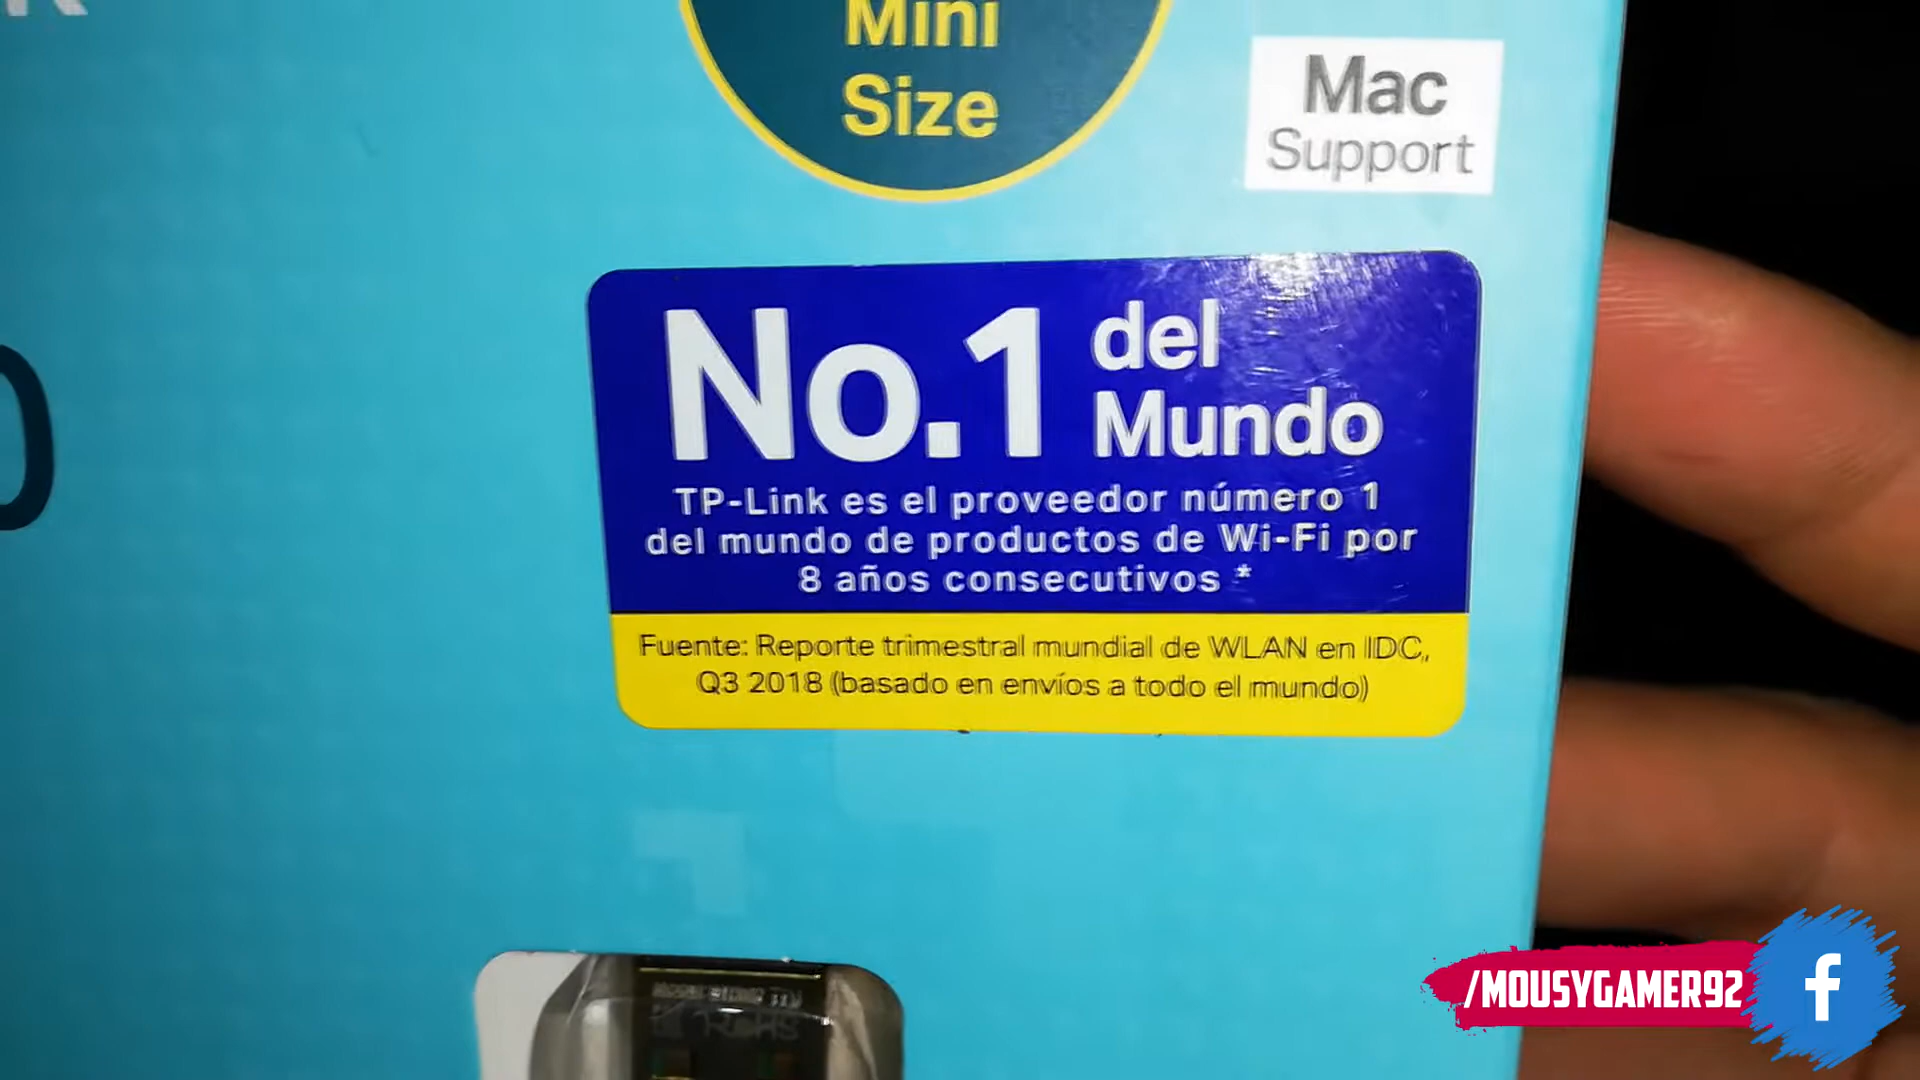 Mini
Size
Mac
Support
No.1 del
Mundo
TP-Link es el proveedor número 1
del mundo de productos de Wi-Fi por
8 años consecutivos *
Fuente: Reporte trimestral mundial de WLAN en IDC,
Q3 2018 (basado en envíos a todo el mundo)
RoHS
/MOUSYGAMER92
f